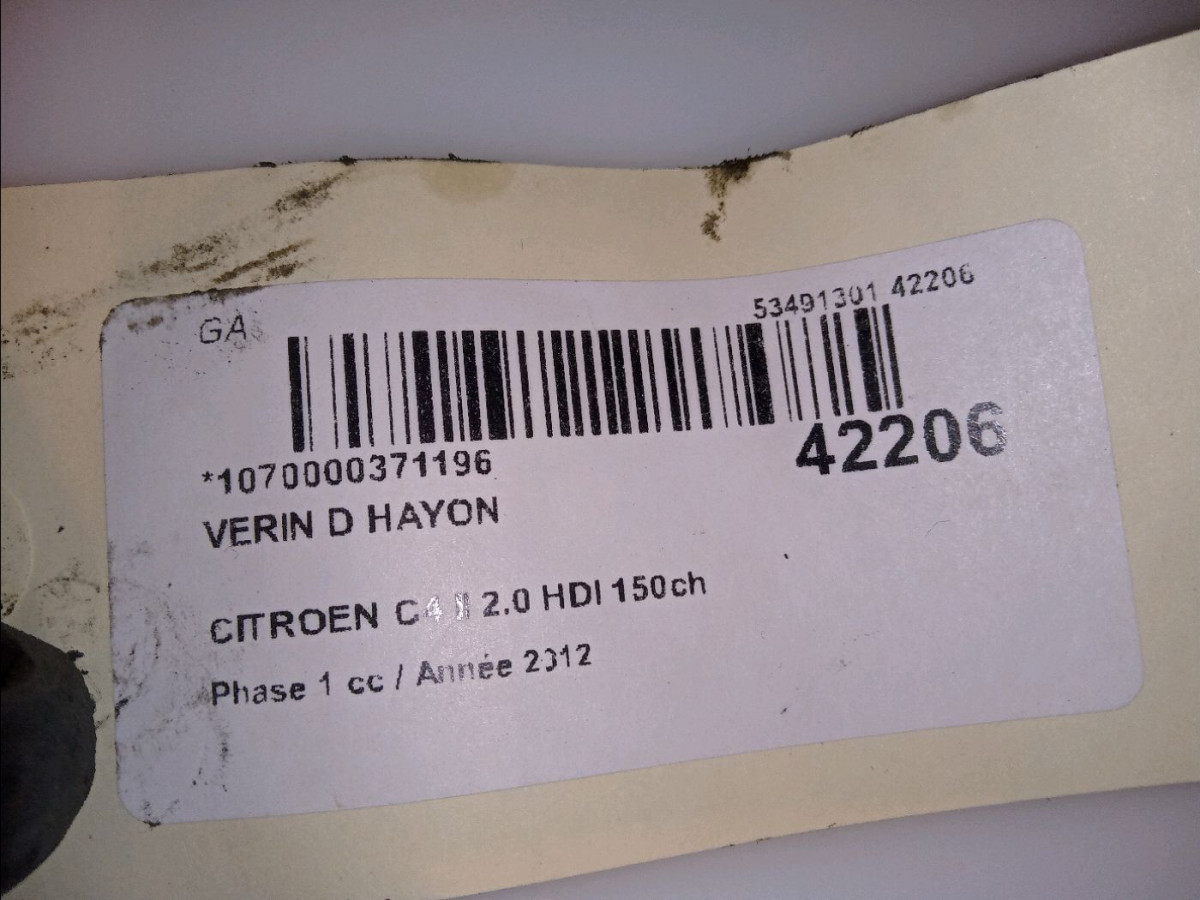 GA
53491301 42206
42206
*1070000371196
VERIN D HAYON
CITROEN C4 II 2.0 HDI 150ch
Phase 1 cc / Année 2012